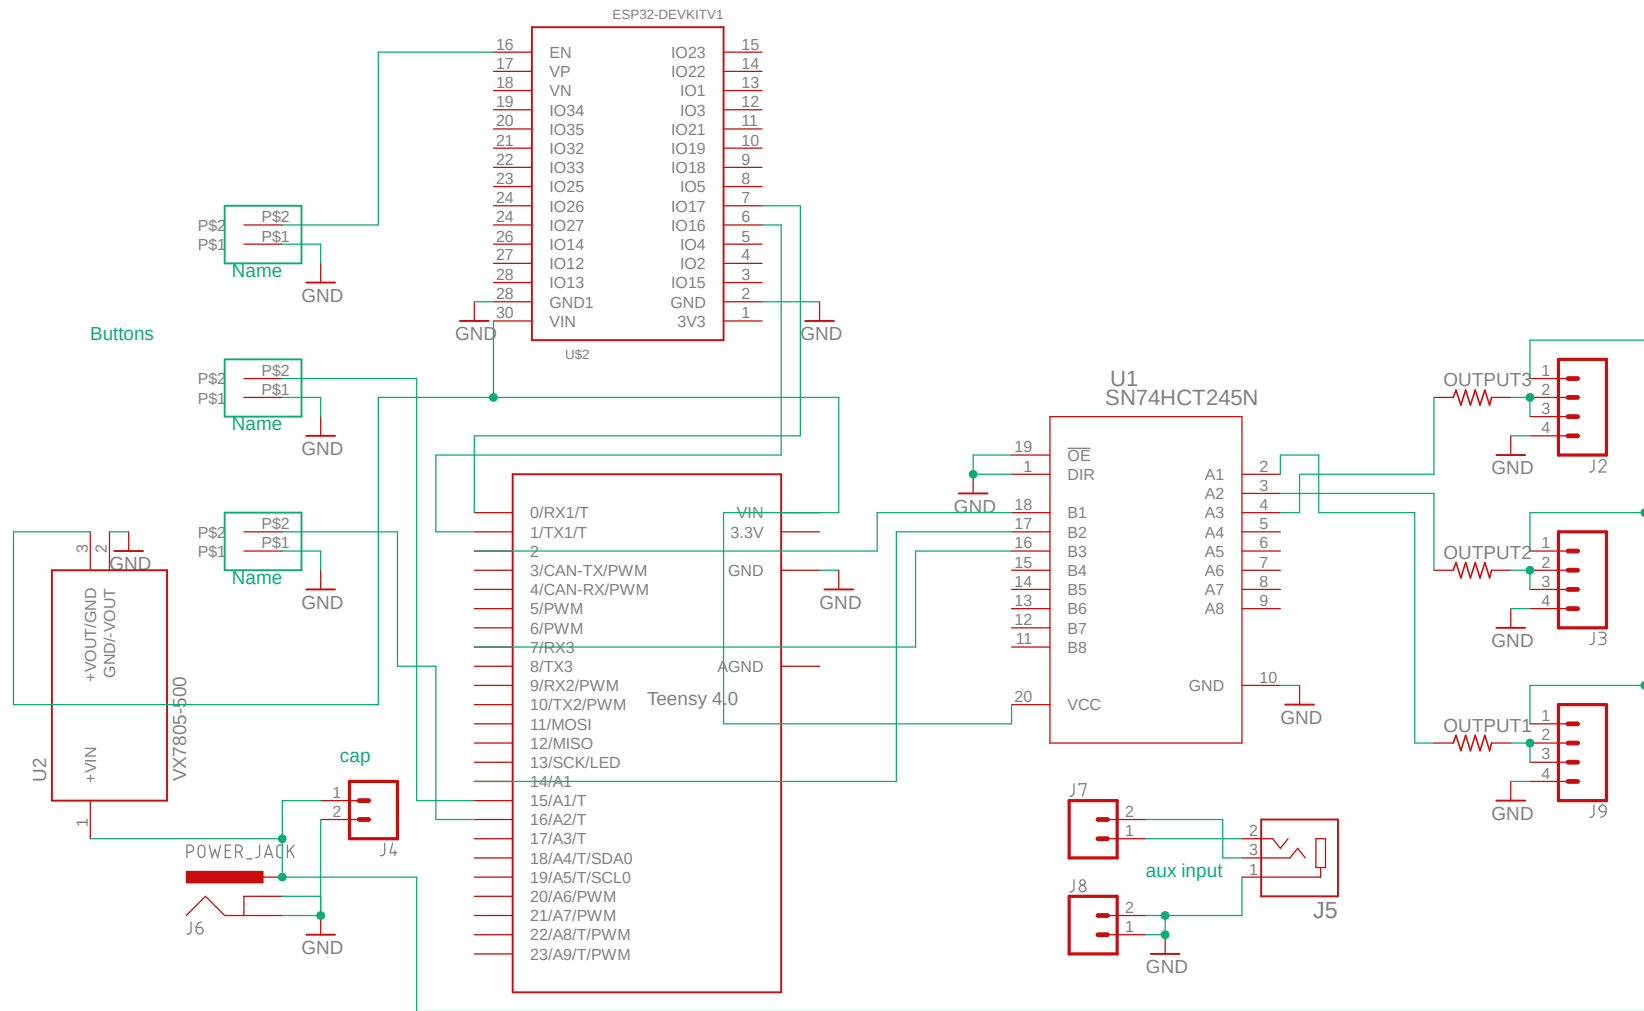 ESP32-DEVKITV1
16 EN IO23 15
17 VP IO22 14
18 VN IO1 13
19 IO34 IO3 12
20 IO35 IO21 11
21 IO32 IO19 10
22 IO33 IO18 9
23 IO25 IO5 8
24 IO26 IO17 7
24 IO27 IO16 6
26 IO14 IO4 5
27 IO12 IO2 4
28 IO13 IO15 3
28 GND1 GND 2
30 VIN 3V3 1
GND
GND
U$2
P$2 P$2
P$1 P$1
Name
GND
Buttons
P$2 P$2
P$1 P$1
Name
GND
P$2 P$2
P$1 P$1
Name
GND
3 2
GND
+VOUT/GND
GND/-VOUT
+VIN
U2
VX7805-500
1
cap
1
2
J4
POWER_JACK
J6
GND
0/RX1/T VIN
1/TX1/T 3.3V
2
3/CAN-TX/PWM GND
4/CAN-RX/PWM
5/PWM
6/PWM
7/RX3
8/TX3 AGND
9/RX2/PWM
10/TX2/PWM
11/MOSI
12/MISO
13/SCK/LED
14/A1
15/A1/T
16/A2/T
17/A3/T
18/A4/T/SDA0
19/A5/T/SCL0
20/A6/PWM
21/A7/PWM
22/A8/T/PWM
23/A9/T/PWM
Teensy 4.0
GND
U1
SN74HCT245N
19 OE
1 DIR A1 2
A2 3
18 B1 A3 4
17 B2 A4 5
16 B3 A5 6
15 B4 A6 7
14 B5 A7 8
13 B6 A8 9
12 B7
11 B8
GND 10
20 VCC
GND
GND
OUTPUT3
1
2
3
4
GND
J2
OUTPUT2
1
2
3
4
GND
J3
OUTPUT1
1
2
3
4
GND
J9
J7
2
1
J8
2
1
GND
aux input
2
3
1
J5